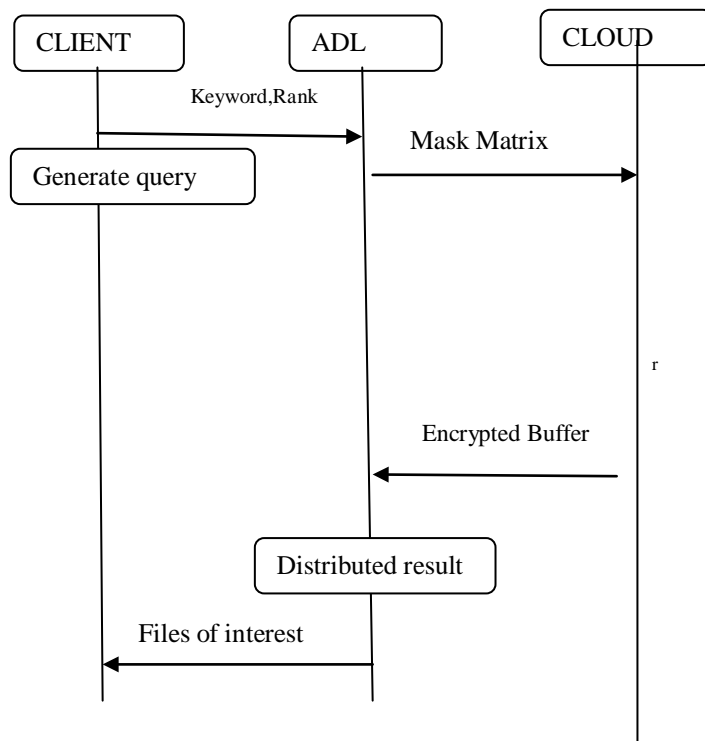 CLIENT
ADL
CLOUD
Keyword,Rank
Mask Matrix
Generate query
r
Encrypted Buffer
Distributed result
Files of interest